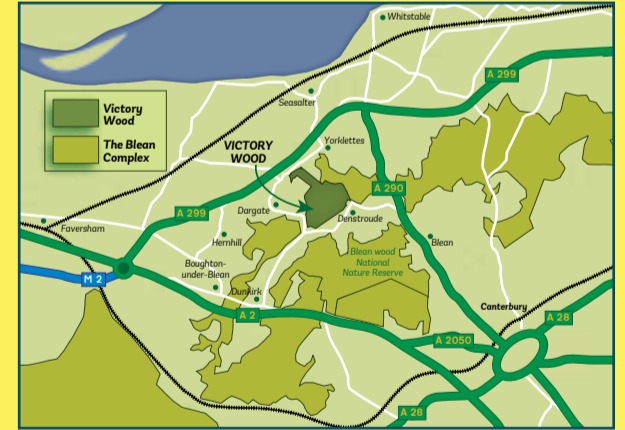 Whitstable
A 299
Seasalter
Victory
Wood
The Blean
Complex
VICTORY
WOOD
Yorklettes
A 290
A 299
Dargate
Denstroude
Faversham
Hernhill
Blean
Blean wood
National
Nature Reserve
Boughton-
under-Blean
M 2
Dunkirk
Canterbury
A 2
A 28
A 2050
A 28